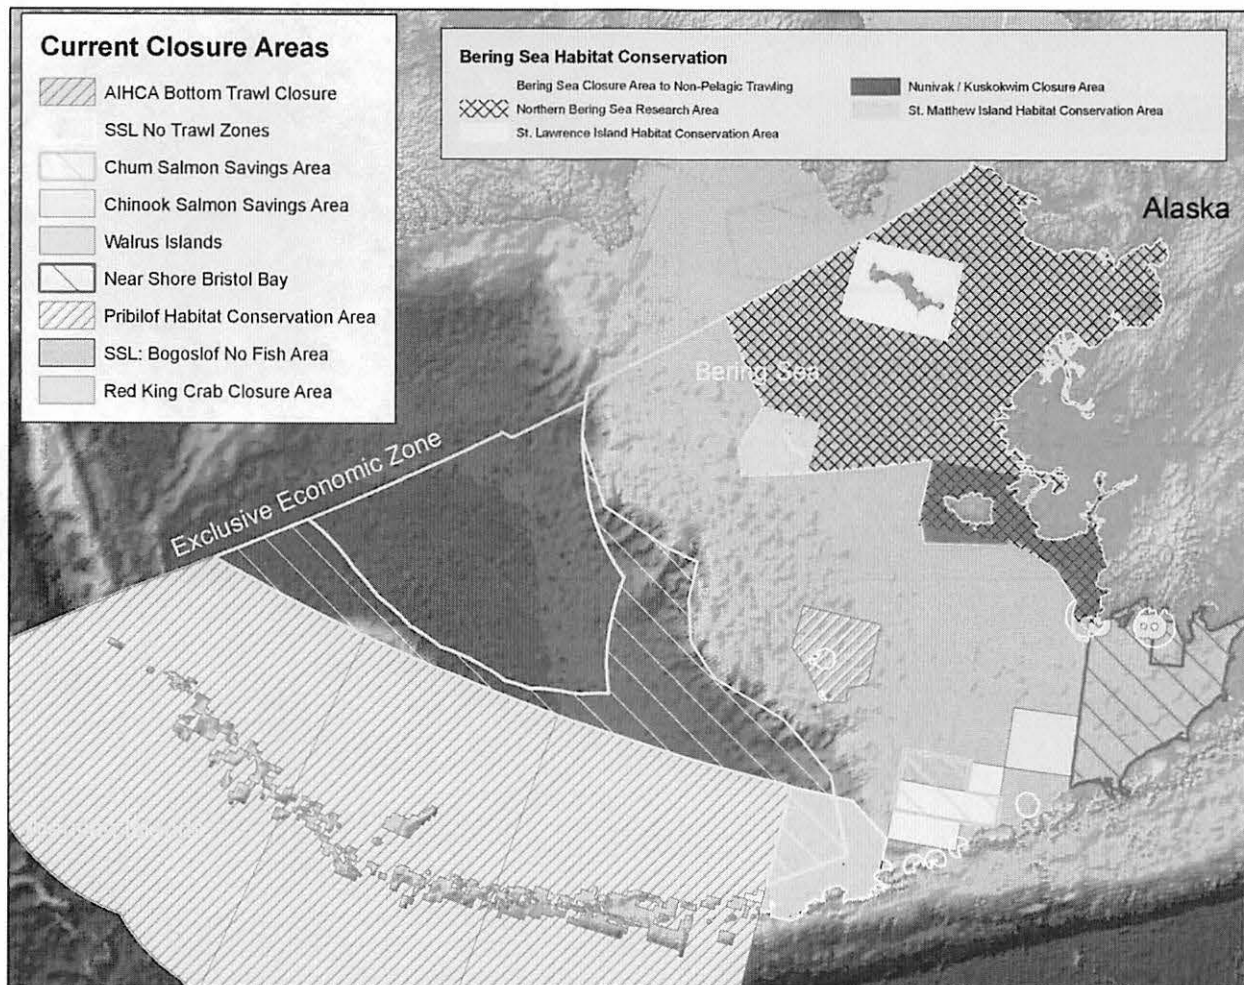 Current Closure Areas
AIHCA Bottom Trawl Closure
SSL No Trawl Zones
Chum Salmon Savings Area
Chinook Salmon Savings Area
Walrus Islands
Near Shore Bristol Bay
Pribilof Habitat Conservation Area
SSL: Bogoslof No Fish Area
Red King Crab Closure Area
Bering Sea Habitat Conservation
Bering Sea Closure Area to Non-Pelagic Trawling
Northern Bering Sea Research Area
St. Lawrence Island Habitat Conservation Area
Nunivak / Kuskokwim Closure Area
St. Matthew Island Habitat Conservation Area
Alaska
Bering Sea
Exclusive Economic Zone